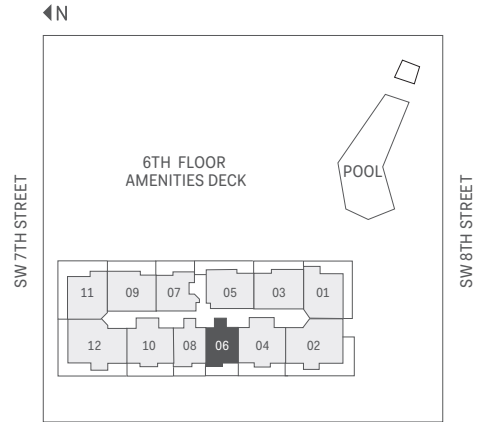 N
6TH FLOOR
AMENITIES DECK
POOL
SW 7TH STREET
SW 8TH STREET
11 09 07 05 03 01
12 10 08 06 04 02